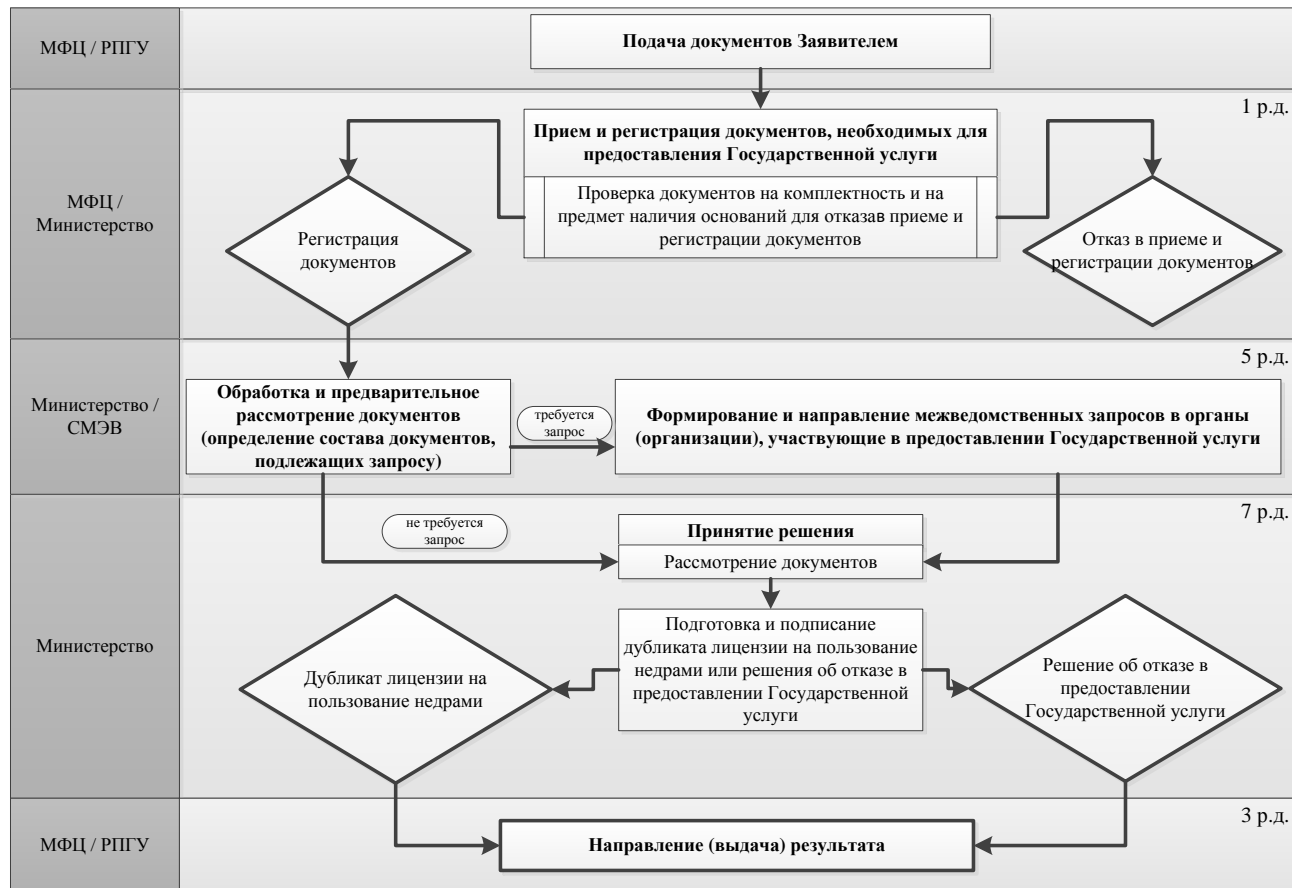 МФЦ / РПГУ
Подача документов Заявителем
1 р.д.
МФЦ /
Министерство
Прием и регистрация документов, необходимых для
предоставления Государственной услуги
Проверка документов на комплектность и на
предмет наличия оснований для отказав приеме и
регистрации документов
Регистрация
документов
Отказ в приеме и
регистрации документов
5 р.д.
Министерство /
СМЭВ
Обработка и предварительное
рассмотрение документов
(определение состава документов,
подлежащих запросу)
требуется
запрос
Формирование и направление межведомственных запросов в органы
(организации), участвующие в предоставлении Государственной услуги
7 р.д.
Министерство
не требуется
запрос
Принятие решения
Рассмотрение документов
Подготовка и подписание
дубликата лицензии на пользование
недрами или решения об отказе в
предоставлении Государственной
услуги
Дубликат лицензии на
пользование недрами
Решение об отказе в
предоставлении
Государственной услуги
3 р.д.
МФЦ / РПГУ
Направление (выдача) результата